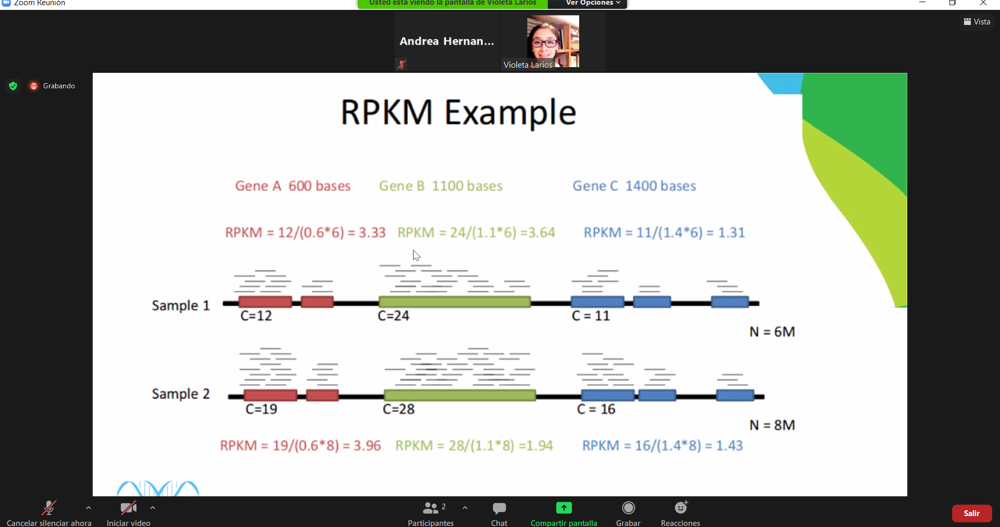 Zoom Reunión
Usted está viendo la pantalla de Violeta Larios
Ver Opciones
Vista
Andrea Hernan...
Violeta Larios
Grabando
RPKM Example
Gene A 600 bases
Gene B 1100 bases
Gene C 1400 bases
RPKM = 12/(0.6*6) = 3.33
RPKM = 24/(1.1*6) =3.64
RPKM = 11/(1.4*6) = 1.31
Sample 1
C=12
C=24
C = 11
N = 6M
Sample 2
C=19
C=28
C = 16
N = 8M
RPKM = 19/(0.6*8) = 3.96
RPKM = 28/(1.1*8) =1.94
RPKM = 16/(1.4*8) = 1.43
Cancelar silenciar ahora
Iniciar video
2
Participantes
Chat
Compartir pantalla
Grabar
Reacciones
Salir